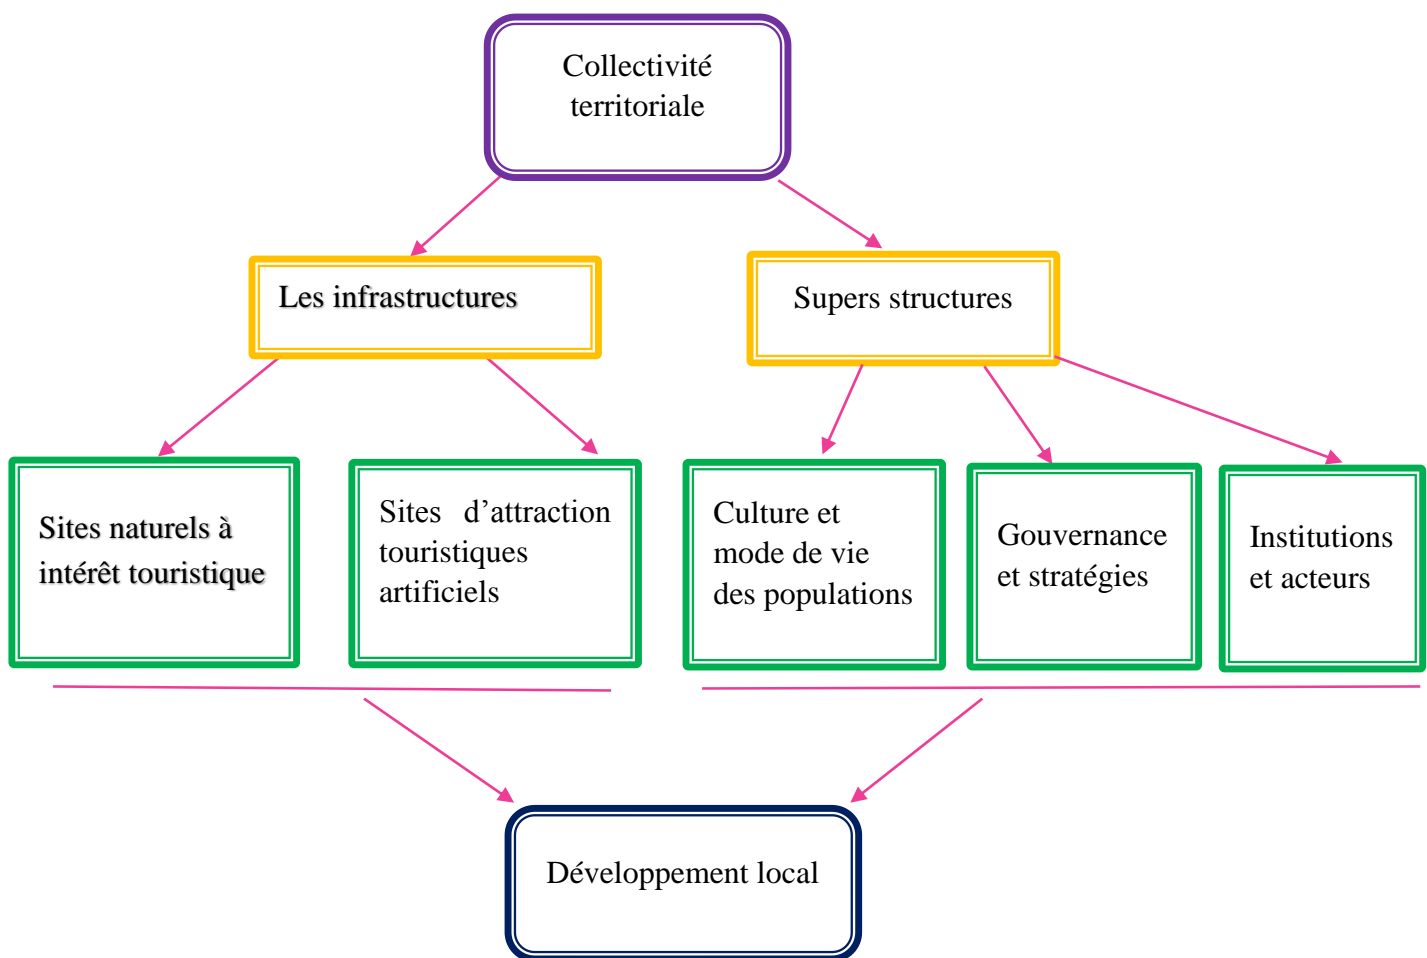 Collectivité
territoriale
Les infrastructures
Supers structures
Sites naturels à
intérêt touristique
Sites d’attraction
touristiques
artificiels
Culture et
mode de vie
des populations
Gouvernance
et stratégies
Institutions
et acteurs
Développement local